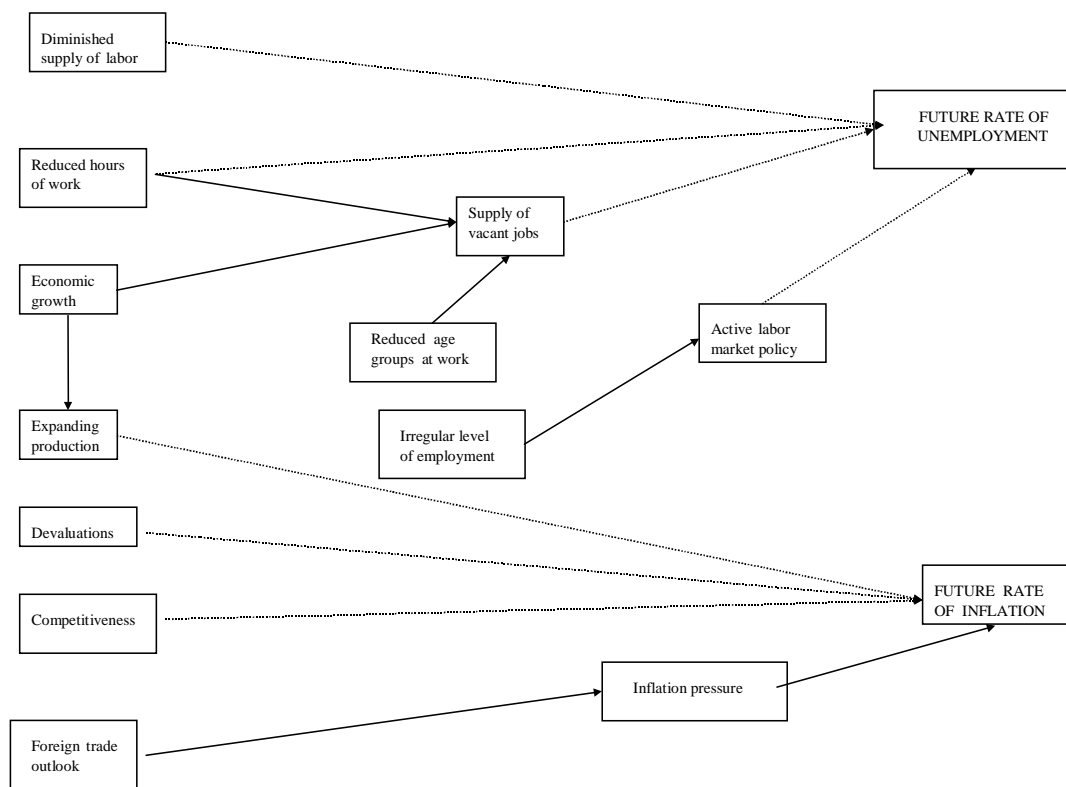 Diminished
supply of labor
FUTURE RATE OF
UNEMPLOYMENT
Reduced hours
of work
Supply of
vacant jobs
Economic
growth
Reduced age
groups at work
Active labor
market policy
Expanding
production
Irregular level
of employment
Devaluations
FUTURE RATE
OF INFLATION
Competitiveness
Inflation pressure
Foreign trade
outlook